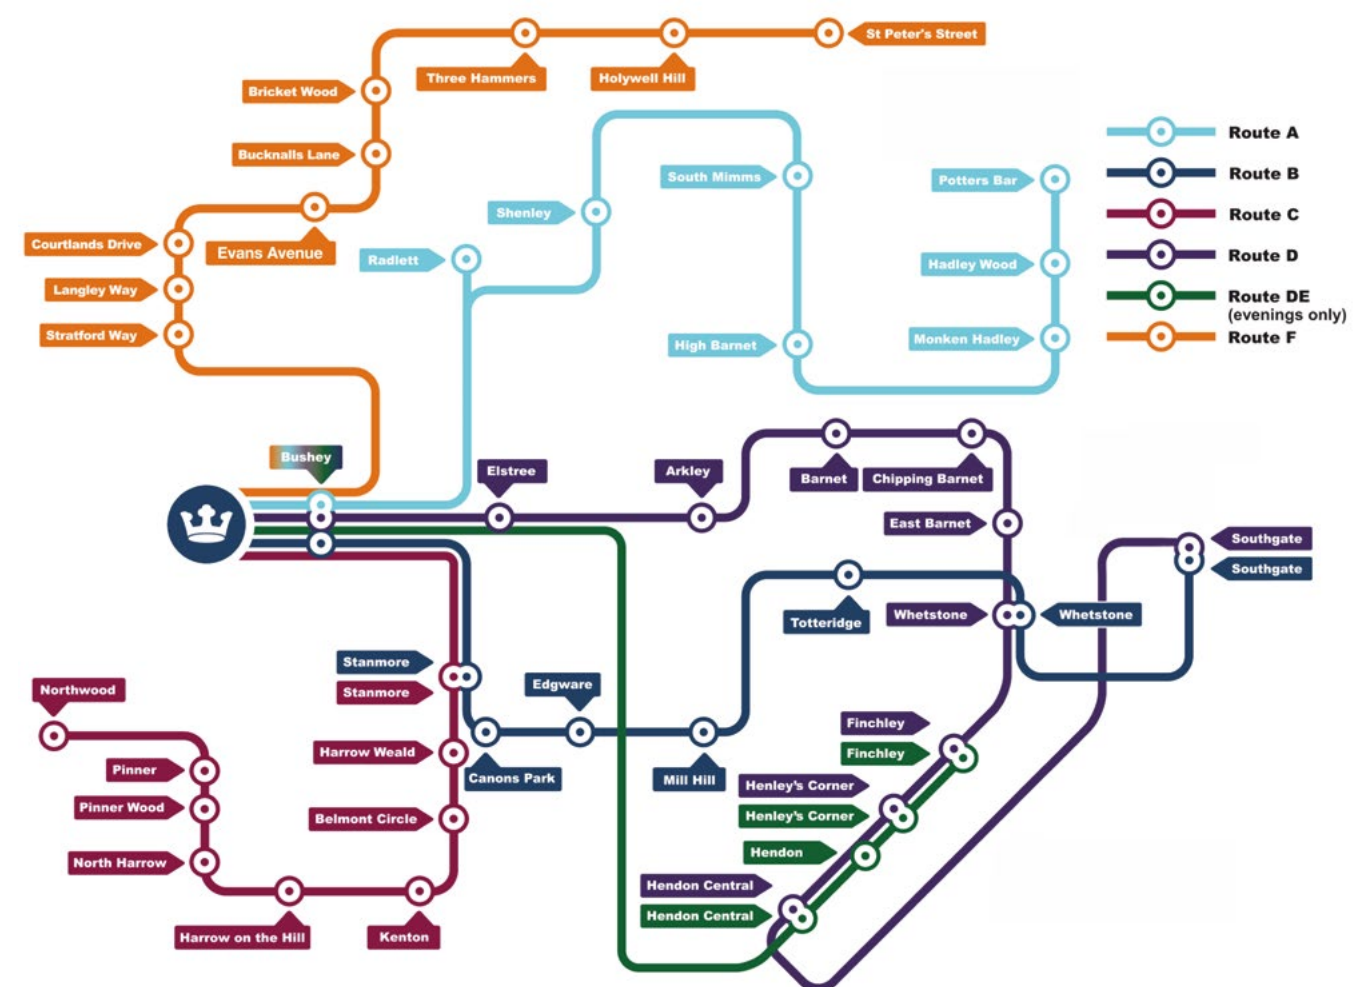 St Peter's Street
Three Hammers
Holywell Hill
Bricket Wood
Bucknalls Lane
Courtlands Drive
Evans Avenue
Langley Way
Stratford Way
Radlett
Shenley
South Mimms
High Barnet
Potters Bar
Hadley Wood
Monken Hadley
Route A
Route B
Route C
Route D
Route DE
(evenings only)
Route F
Bushey
Elstree
Arkley
Barnet
Chipping Barnet
East Barnet
Southgate
Southgate
Totteridge
Whetstone
Whetstone
Stanmore
Stanmore
Edgware
Canons Park
Mill Hill
Northwood
Pinner
Pinner Wood
North Harrow
Harrow on the Hill
Kenton
Harrow Weald
Belmont Circle
Finchley
Finchley
Henley's Corner
Henley's Corner
Hendon
Hendon Central
Hendon Central